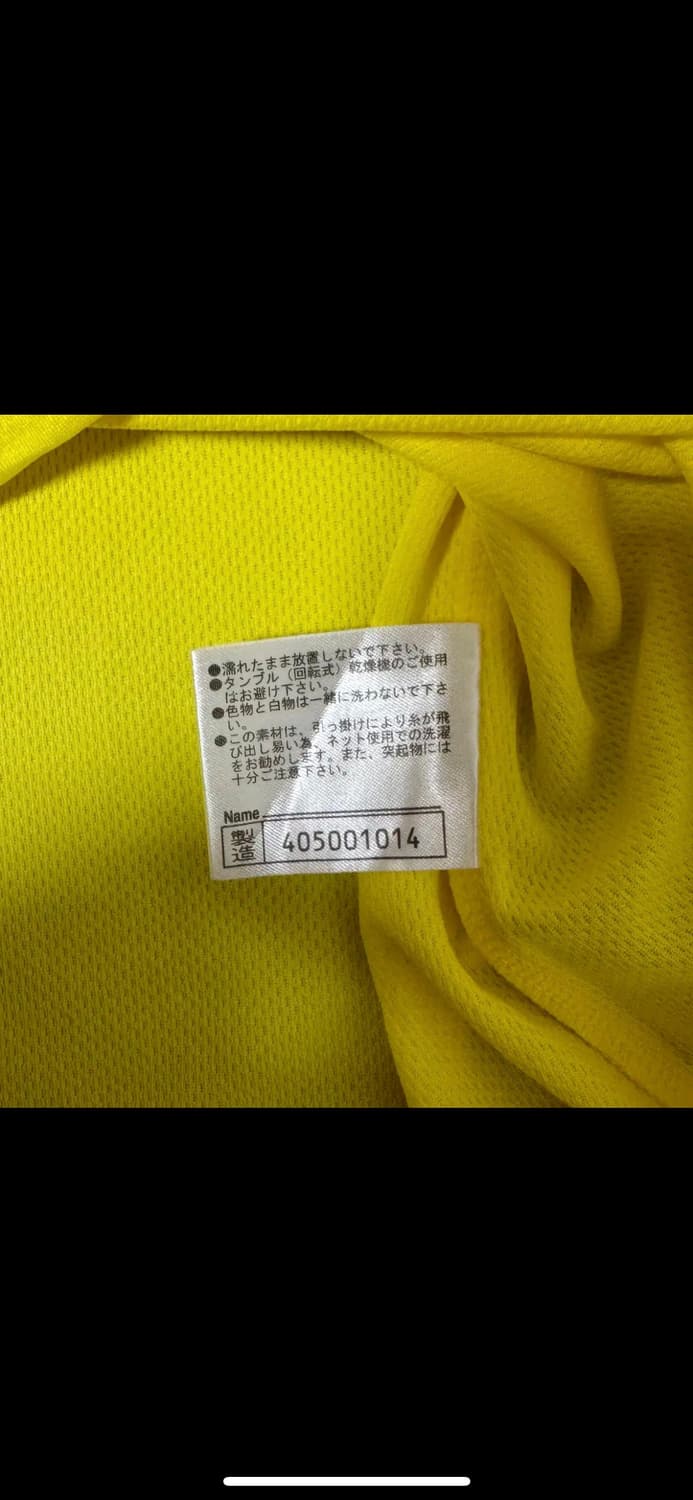 ●濡れたまま放置しないで下さい。
●タンブル（回転式）乾燥機のご使用
はお避け下さい。
●色物と白物は一緒に洗わないで下さ
い。
●この素材は、引っ掛けにより糸が飛
び出し易い為、ネット使用での洗濯
をお勧めします。また、突起物には
十分ご注意下さい。
Name
製造 405001014